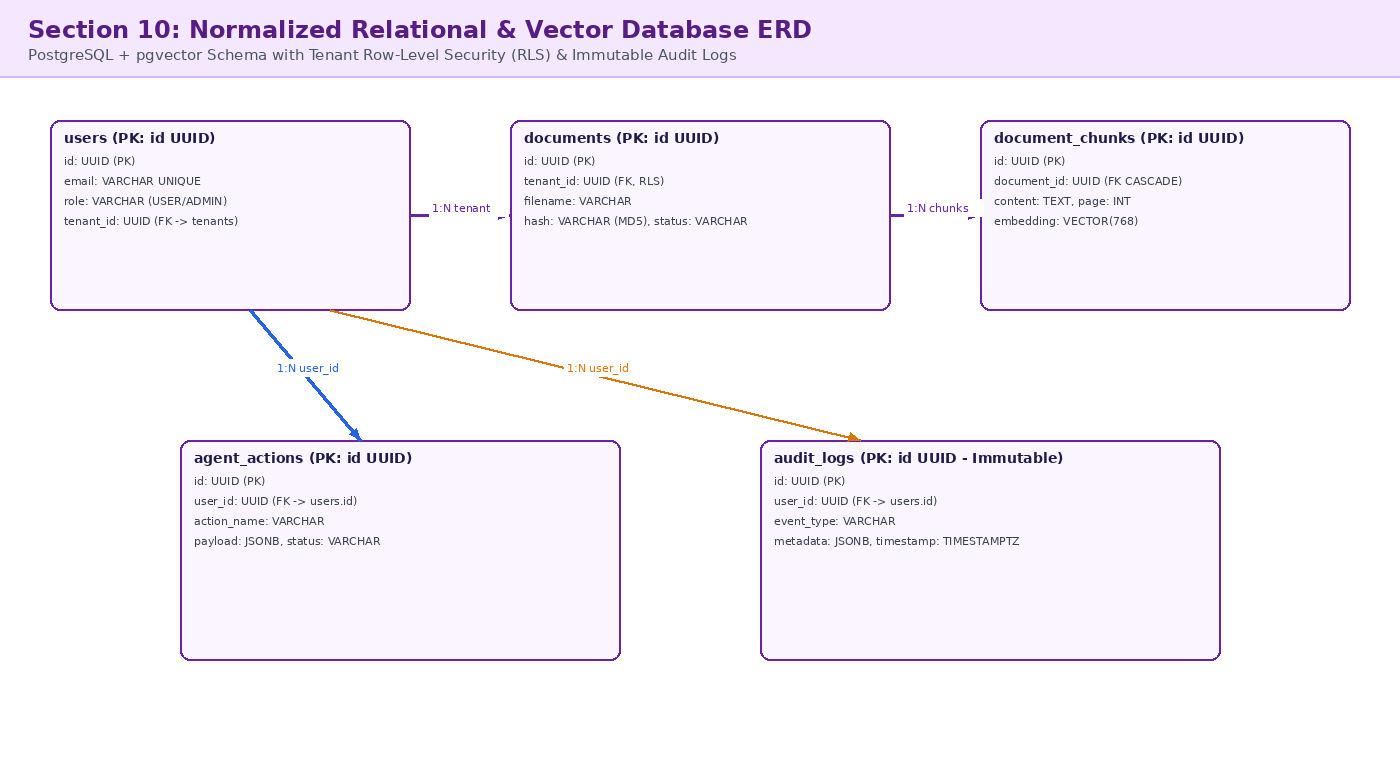 Section 10: Normalized Relational & Vector Database ERD
PostgreSQL + pgvector Schema with Tenant Row-Level Security (RLS) & Immutable Audit Logs
users (PK: id UUID)
id: UUID (PK)
email: VARCHAR UNIQUE
role: VARCHAR (USER/ADMIN)
tenant_id: UUID (FK -> tenants)
1:N tenant
documents (PK: id UUID)
id: UUID (PK)
tenant_id: UUID (FK, RLS)
filename: VARCHAR
hash: VARCHAR (MD5), status: VARCHAR
1:N chunks
document_chunks (PK: id UUID)
id: UUID (PK)
document_id: UUID (FK CASCADE)
content: TEXT, page: INT
embedding: VECTOR(768)
1:N user_id
1:N user_id
agent_actions (PK: id UUID)
id: UUID (PK)
user_id: UUID (FK -> users.id)
action_name: VARCHAR
payload: JSONB, status: VARCHAR
audit_logs (PK: id UUID - Immutable)
id: UUID (PK)
user_id: UUID (FK -> users.id)
event_type: VARCHAR
metadata: JSONB, timestamp: TIMESTAMPTZ